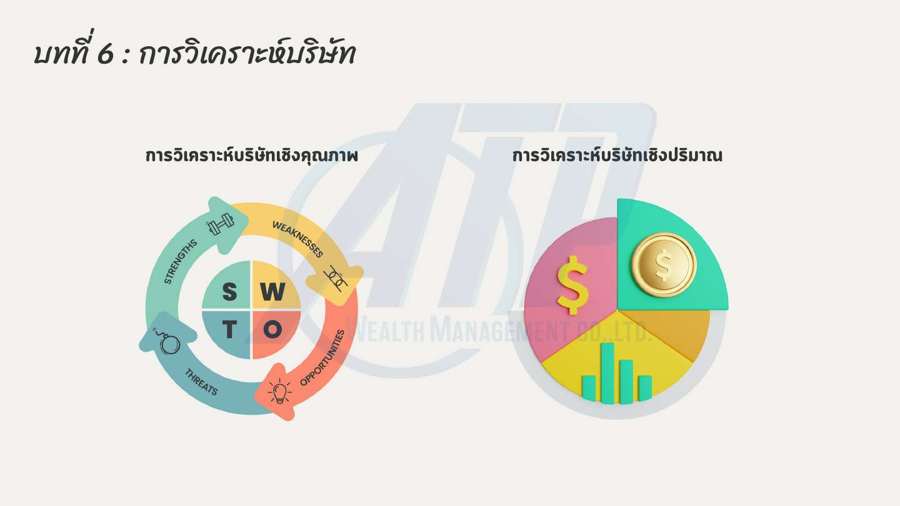 บทที่ 6 : การวิเคราะห์บริษัท
การวิเคราะห์บริษัทเชิงคุณภาพ
STRENGTHS
WEAKNESSES
S W
T O
THREATS
OPPORTUNITIES
การวิเคราะห์บริษัทเชิงปริมาณ
$
$
ATD
WEALTH MANAGEMENT CO.,LTD.